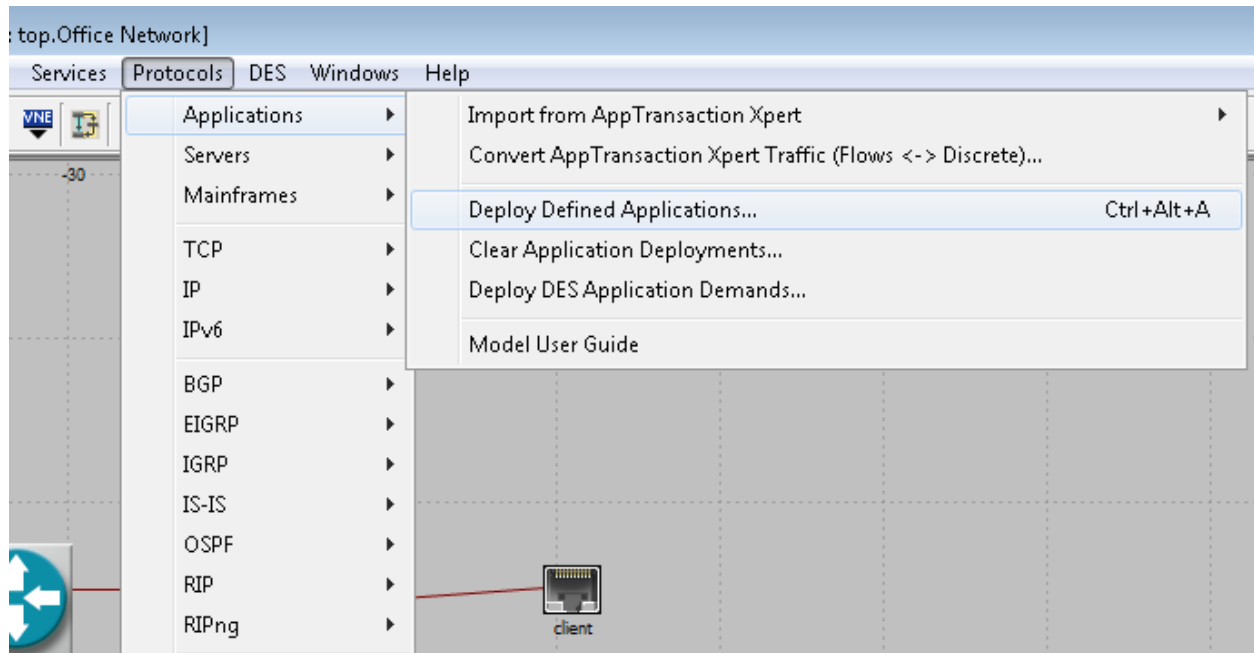 : top.Office Network]
Services Protocols DES Windows Help
VNE
Applications
Servers
Mainframes
TCP
IP
IPv6
BGP
EIGRP
IGRP
IS-IS
OSPF
RIP
RIPng
Import from AppTransaction Xpert
Convert AppTransaction Xpert Traffic (Flows <-> Discrete)...
Deploy Defined Applications... Ctrl+Alt+A
Clear Application Deployments...
Deploy DES Application Demands...
Model User Guide
-30
client